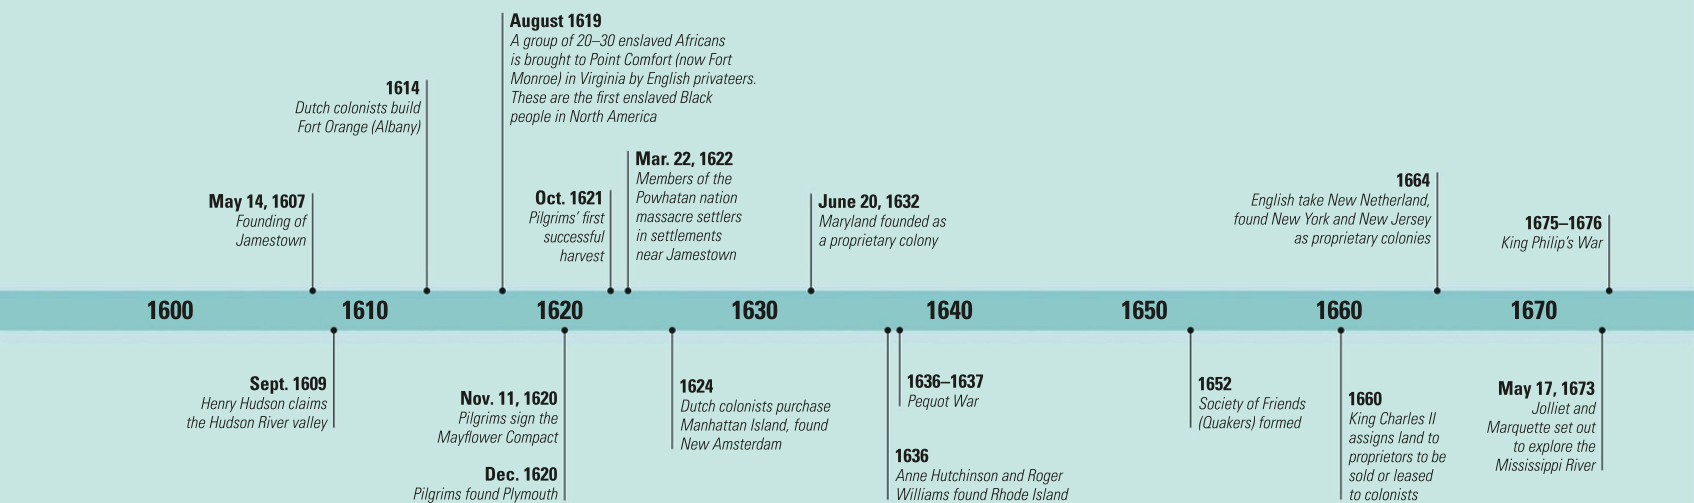 August 1619
A group of 20–30 enslaved Africans
is brought to Point Comfort (now Fort
Monroe) in Virginia by English privateers.
These are the first enslaved Black
people in North America
1614
Dutch colonists build
Fort Orange (Albany)
May 14, 1607
Founding of
Jamestown
Oct. 1621
Pilgrims’ first
successful
harvest
Mar. 22, 1622
Members of the
Powhatan nation
massacre settlers
in settlements
near Jamestown
June 20, 1632
Maryland founded as
a proprietary colony
1664
English take New Netherland,
found New York and New Jersey
as proprietary colonies
1675–1676
King Philip’s War
1600 1610 1620 1630 1640 1650 1660 1670
Sept. 1609
Henry Hudson claims
the Hudson River valley
Nov. 11, 1620
Pilgrims sign the
Mayflower Compact
Dec. 1620
Pilgrims found Plymouth
1624
Dutch colonists purchase
Manhattan Island, found
New Amsterdam
1636–1637
Pequot War
1636
Anne Hutchinson and Roger
Williams found Rhode Island
1652
Society of Friends
(Quakers) formed
1660
King Charles II
assigns land to
proprietors to be
sold or leased
to colonists
May 17, 1673
Jolliet and
Marquette set out
to explore the
Mississippi River